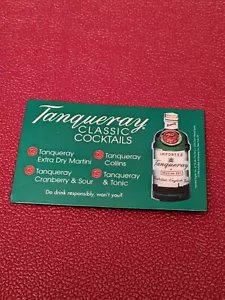 Tanqueray
CLASSIC
COCKTAILS
Tanqueray
Extra Dry Martini
Tanqueray
Collins
Tanqueray
Cranberry & Sour
Tanqueray
& Tonic
Do drink responsibly, won't you?
IMPORTED
Tanqueray